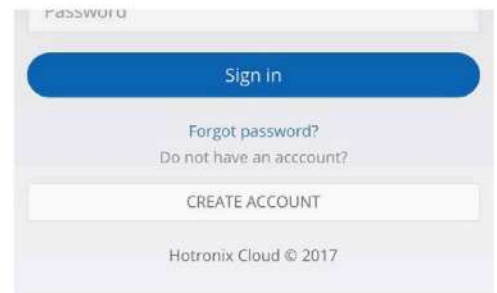 Password
Sign in
Forgot password?
Do not have an acccount?
CREATE ACCOUNT
Hotronix Cloud © 2017